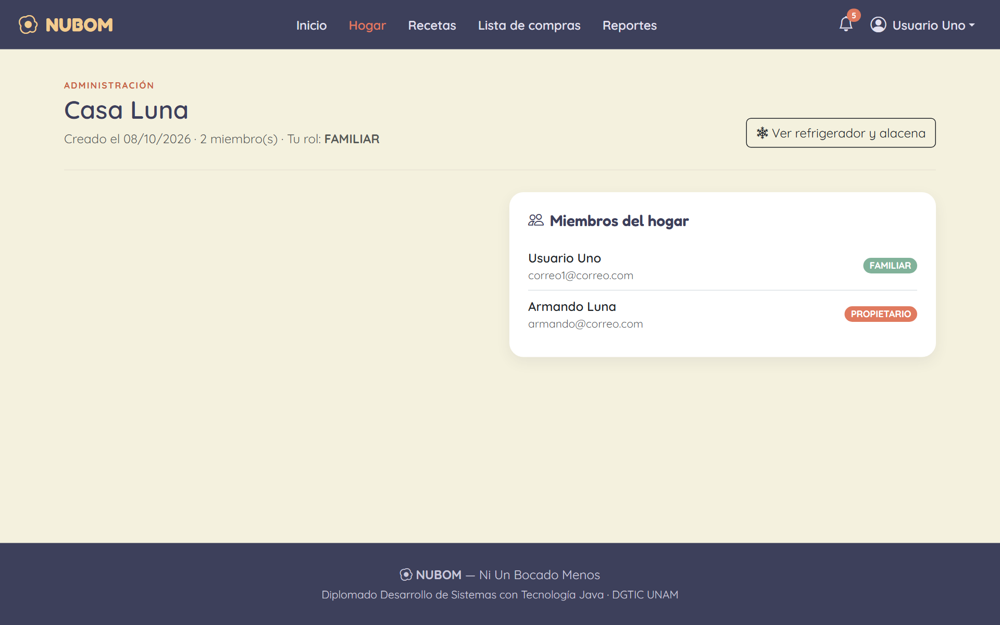 NUBOM
Inicio Hogar Recetas Lista de compras Reportes
5
Usuario Uno
ADMINISTRACIÓN
Casa Luna
Creado el 08/10/2026 · 2 miembro(s) · Tu rol: FAMILIAR
Ver refrigerador y alacena
Miembros del hogar
Usuario Uno
correo1@correo.com
FAMILIAR
Armando Luna
armando@correo.com
PROPIETARIO
NUBOM — Ni Un Bocado Menos
Diplomado Desarrollo de Sistemas con Tecnología Java · DGTIC UNAM